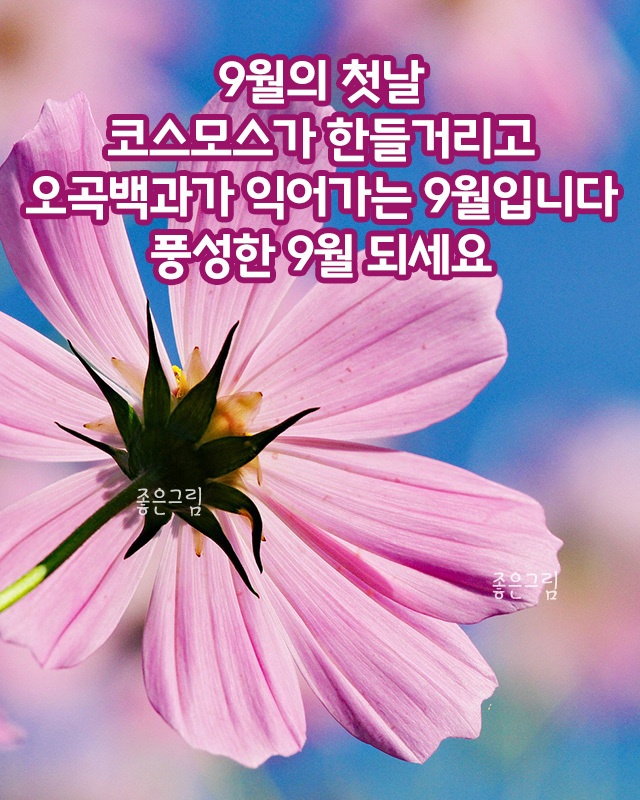 9월의 첫날
코스모스가 한들거리고
오곡백과가 익어가는 9월입니다
풍성한 9월 되세요
좋은그림
좋은그림